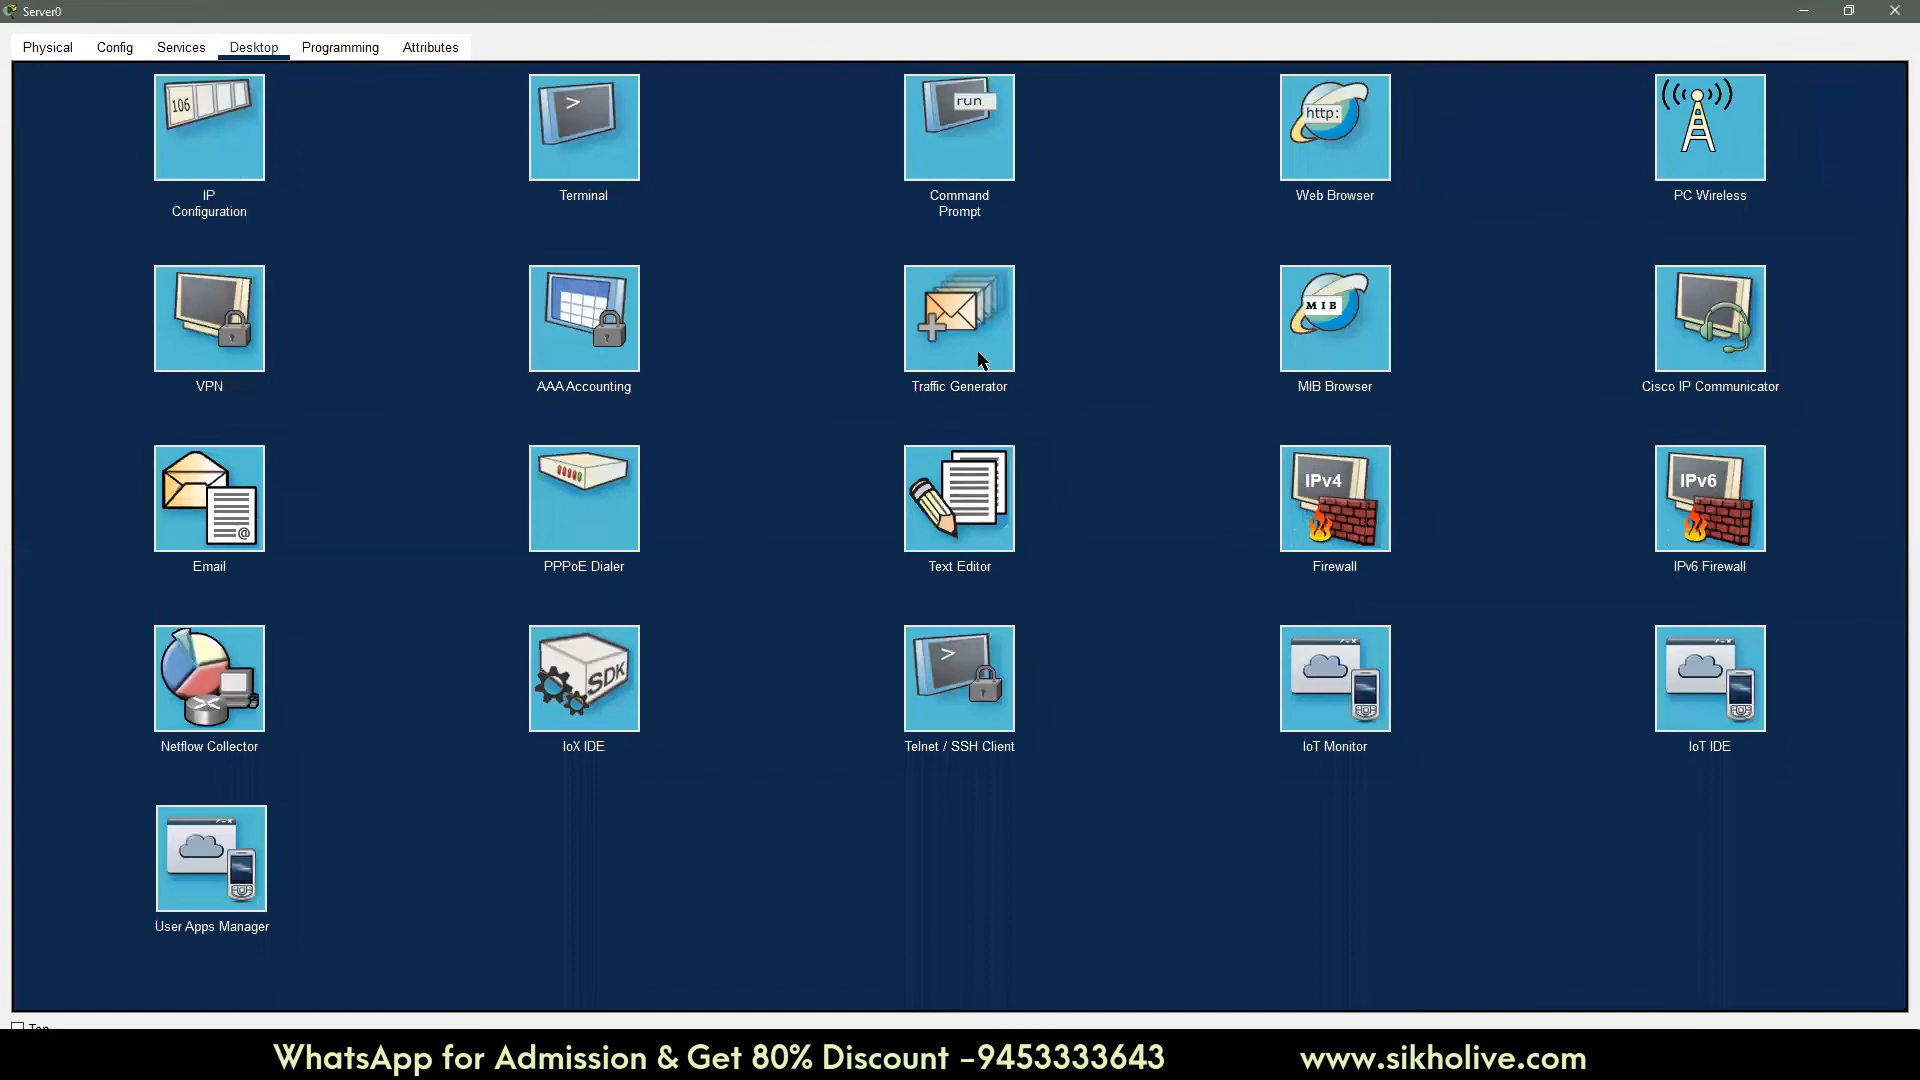 Server0
Physical Config Services Desktop Programming Attributes
106
>
run
http:
IP
Configuration
Terminal
Command
Prompt
Web Browser
PC Wireless
MIB
VPN
AAA Accounting
Traffic Generator
MIB Browser
Cisco IP Communicator
@
IPv4
IPv6
Email
PPPoE Dialer
Text Editor
Firewall
IPv6 Firewall
SDK
>
Netflow Collector
IoX IDE
Telnet / SSH Client
IoT Monitor
IoT IDE
User Apps Manager
Top
WhatsApp for Admission & Get 80% Discount –9453333643 www.sikholive.com